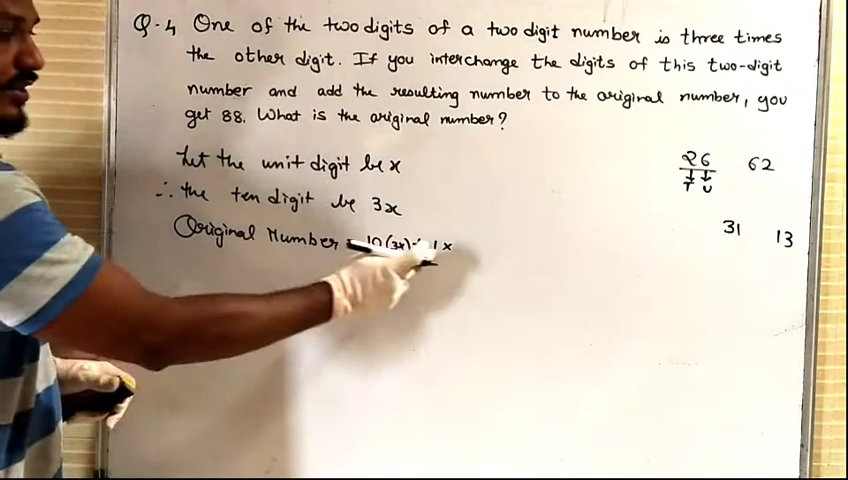 Q-4 One of the two digits of a two digit number is three times
the other digit. If you interchange the digits of this two-digit
number and add the resulting number to the original number, you
get 88. What is the original number?
Let the unit digit be x
∴ the ten digit be 3x
Original Number 10(3x)+ 1x
26 62
T U
31 13